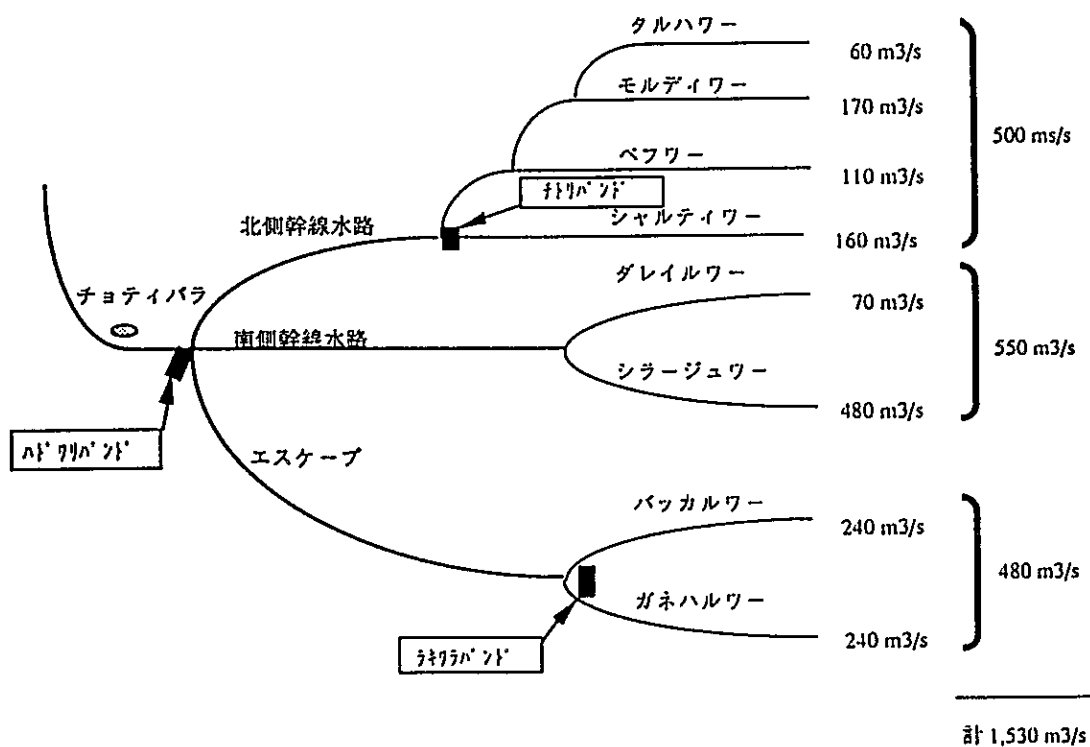 タルハワー
60 m3/s
モルディワー
170 m3/s
500 ms/s
ペフワー
110 m3/s
チトリバンド
シャルティワー
160 m3/s
北側幹線水路
ダレイルワー
70 m3/s
チョティバラ
南側幹線水路
550 m3/s
シラージュワー
480 m3/s
ハドワリバンド
エスケープ
バッカルワー
240 m3/s
480 m3/s
ガネハルワー
240 m3/s
ラキワラバンド
計 1,530 m3/s